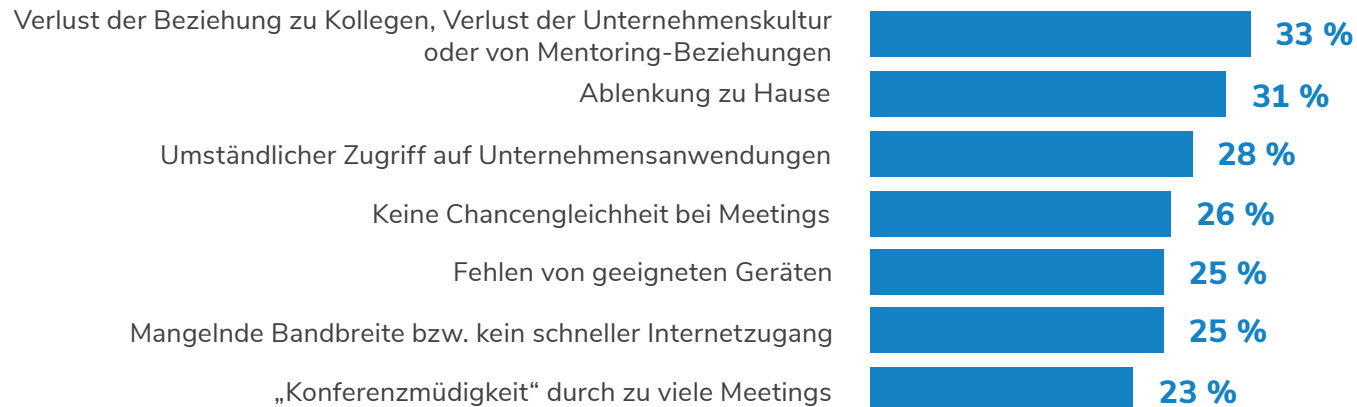 Verlust der Beziehung zu Kollegen, Verlust der Unternehmenskultur
oder von Mentoring-Beziehungen
33 %
Ablenkung zu Hause
31 %
Umständlicher Zugriff auf Unternehmensanwendungen
28 %
Keine Chancengleichheit bei Meetings
26 %
Fehlen von geeigneten Geräten
25 %
Mangelnde Bandbreite bzw. kein schneller Internetzugang
25 %
„Konferenzmüdigkeit“ durch zu viele Meetings
23 %